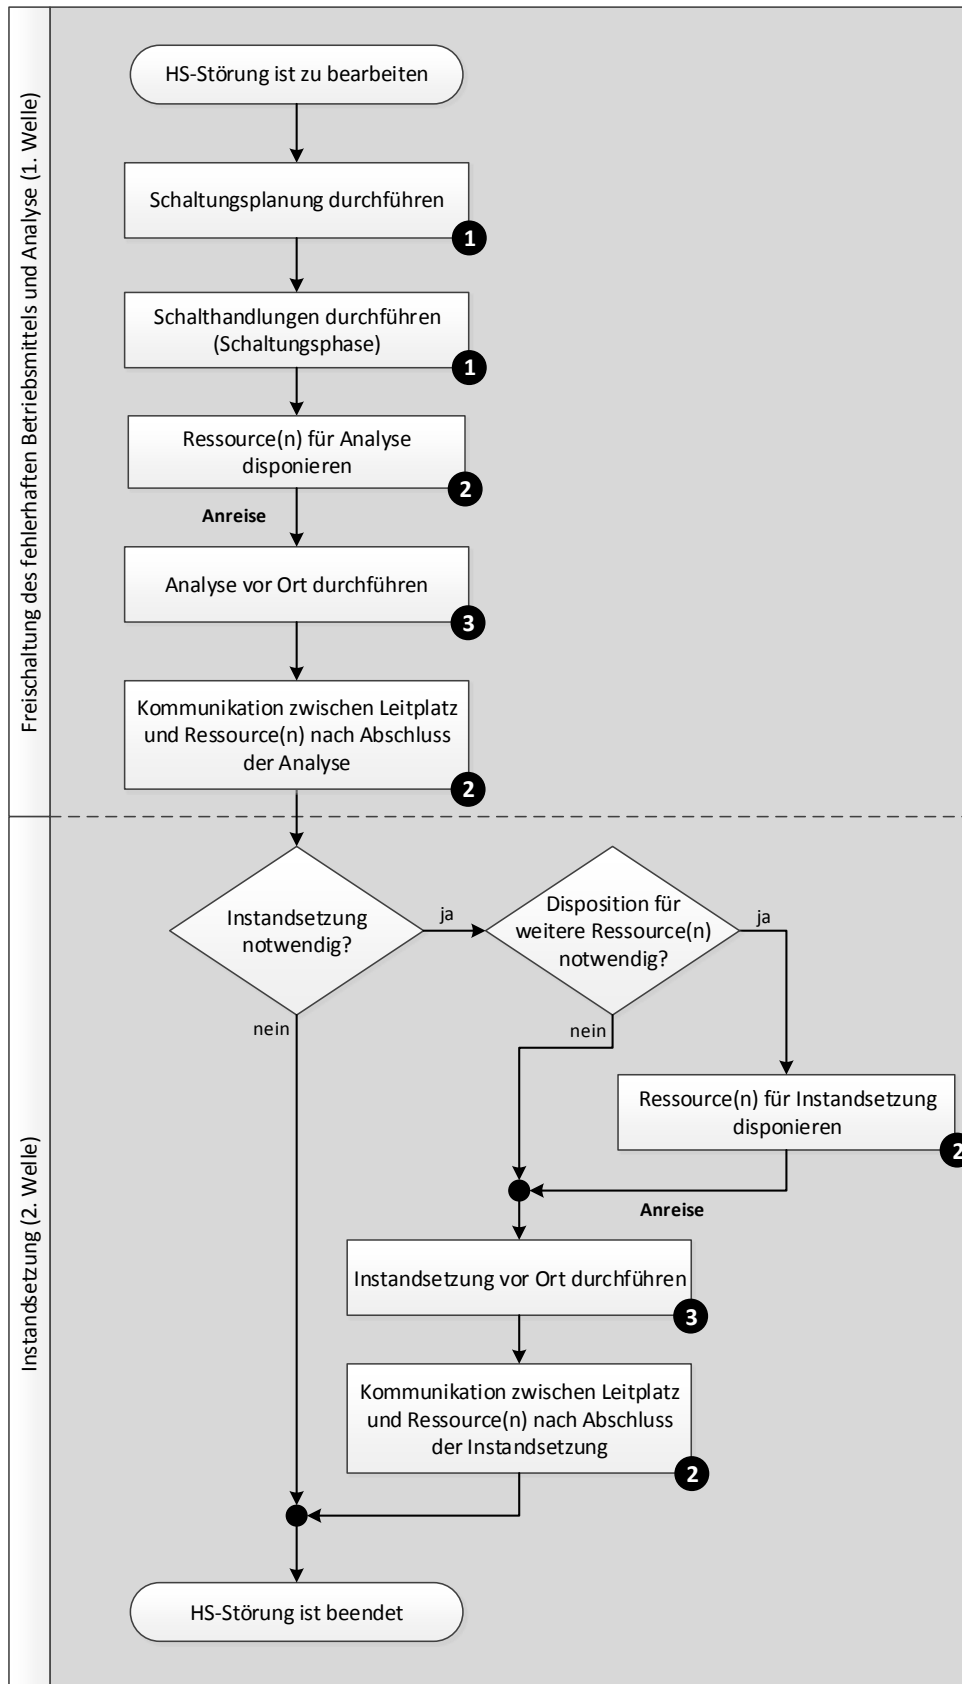 Freischaltung des fehlerhaften Betriebsmittels und Analyse (1. Welle)
HS-Störung ist zu bearbeiten
Schaltungsplanung durchführen
1
Schalthandlungen durchführen
(Schaltungsphase)
1
Ressource(n) für Analyse
disponieren
2
Anreise
Analyse vor Ort durchführen
3
Kommunikation zwischen Leitplatz
und Ressource(n) nach Abschluss
der Analyse
2
Instandsetzung (2. Welle)
Instandsetzung
notwendig?
ja
nein
Disposition für
weitere Ressource(n)
notwendig?
ja
nein
Ressource(n) für Instandsetzung
disponieren
2
Anreise
Instandsetzung vor Ort durchführen
3
Kommunikation zwischen Leitplatz
und Ressource(n) nach Abschluss
der Instandsetzung
2
HS-Störung ist beendet